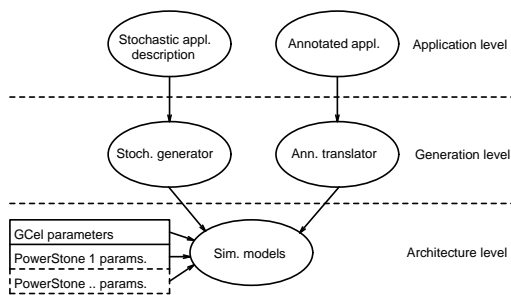 Stochastic appl.
description
Annotated appl.
Application level
Stoch. generator
Ann. translator
Generation level
GCel parameters
PowerStone 1 params.
PowerStone .. params.
Sim. models
Architecture level